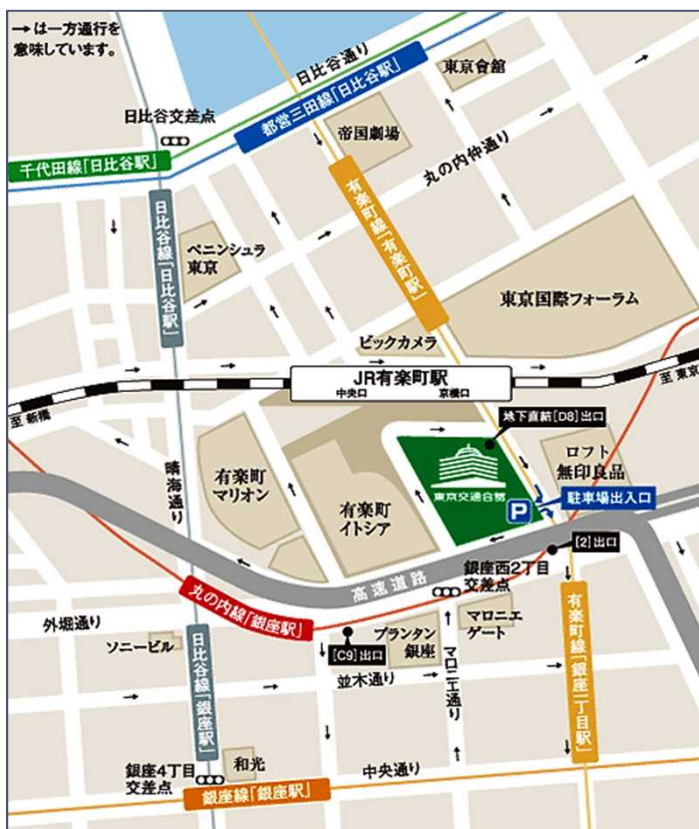 →は一方通行を
意味しています。
日比谷通り
東京會舘
都営三田線「日比谷駅」
日比谷交差点
帝国劇場
千代田線「日比谷駅」
丸の内仲通り
有楽町線「有楽町駅」
日比谷線「日比谷駅」
ペニンシュラ
東京
東京国際フォーラム
ビックカメラ
JR有楽町駅
中央口
京橋口
至 新橋
至 東京
地下直結[D8]出口
ロフト
無印良品
東京交通会館
P
駐車場出入口
晴海通り
有楽町
マリオン
有楽町
イトシア
[2]出口
高速道路
銀座西2丁目
交差点
丸の内線「銀座駅」
外堀通り
マロニエ
ゲート
プランタン
銀座
[C9]出口
ソニービル
日比谷線「銀座駅」
並木通り
マロニエ通り
有楽町線「銀座一丁目駅」
和光
銀座4丁目
交差点
中央通り
銀座線「銀座駅」